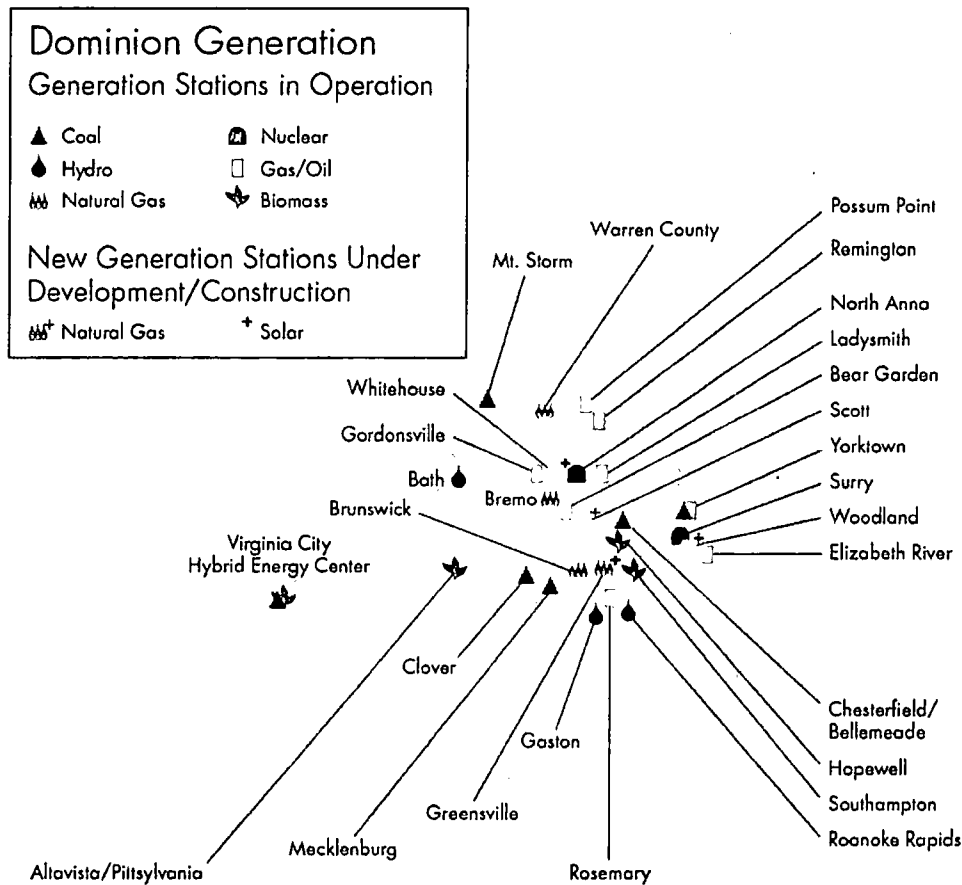 Dominion Generation
Generation Stations in Operation
Coal
Nuclear
Hydro
Gas/Oil
Natural Gas
Biomass
New Generation Stations Under
Development/Construction
Natural Gas
Solar
Possum Point
Warren County
Remington
Mt. Storm
North Anna
Ladysmith
Bear Garden
Whitehouse
Scott
Gordonsville
Yorktown
Bath
Surry
Bremo
Brunswick
Woodland
Virginia City
Hybrid Energy Center
Elizabeth River
Clover
Chesterfield/
Bellemeade
Gaston
Hopewell
Greensville
Southampton
Roanoke Rapids
Mecklenburg
Altavista/Pittsylvania
Rosemary